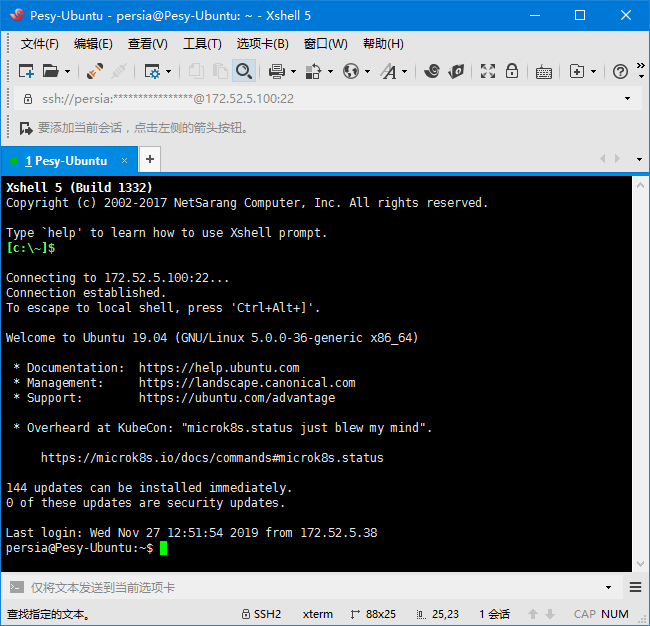 Pesy-Ubuntu - persia@Pesy-Ubuntu: ~ - Xshell 5
文件(F) 编辑(E) 查看(V) 工具(T) 选项卡(B) 窗口(W) 帮助(H)
ssh://persia:****************@172.52.5.100:22
要添加当前会话，点击左侧的箭头按钮。
1 Pesy-Ubuntu × +
Xshell 5 (Build 1332)
Copyright (c) 2002-2017 NetSarang Computer, Inc. All rights reserved.
Type `help' to learn how to use Xshell prompt.
[c:\~]$
Connecting to 172.52.5.100:22...
Connection established.
To escape to local shell, press 'Ctrl+Alt+]'.
Welcome to Ubuntu 19.04 (GNU/Linux 5.0.0-36-generic x86_64)
* Documentation:  https://help.ubuntu.com
* Management:     https://landscape.canonical.com
* Support:        https://ubuntu.com/advantage
* Overheard at KubeCon: "microk8s.status just blew my mind".
https://microk8s.io/docs/commands#microk8s.status
144 updates can be installed immediately.
0 of these updates are security updates.
Last login: Wed Nov 27 12:51:54 2019 from 172.52.5.38
persia@Pesy-Ubuntu:~$
仅将文本发送到当前选项卡
查找指定的文本。 SSH2 xterm 88x25 25,23 1 会话 CAP NUM